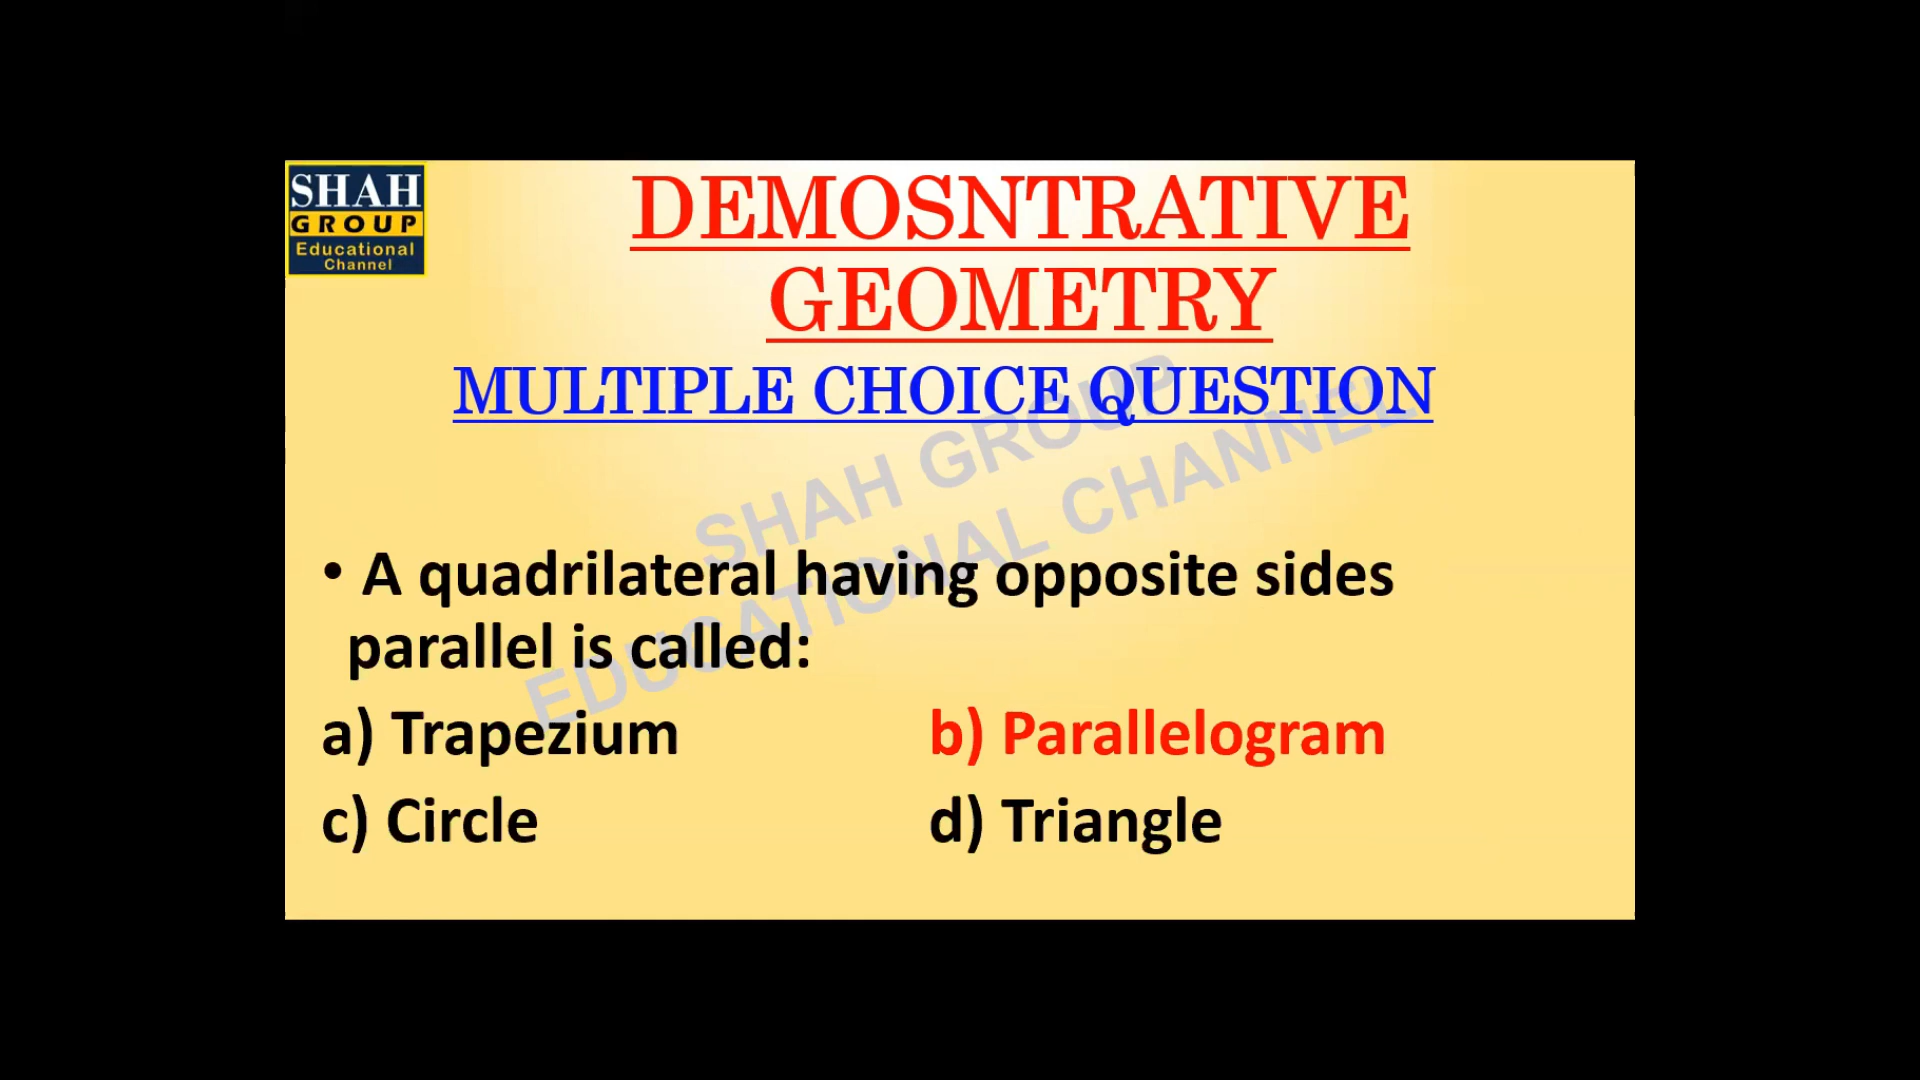 SHAH
GROUP
Educational
Channel
DEMOSNTRATIVE
GEOMETRY
MULTIPLE CHOICE QUESTION
SHAH GROUP
EDUCATIONAL CHANNEL
• A quadrilateral having opposite sides
parallel is called:
a) Trapezium b) Parallelogram
c) Circle d) Triangle